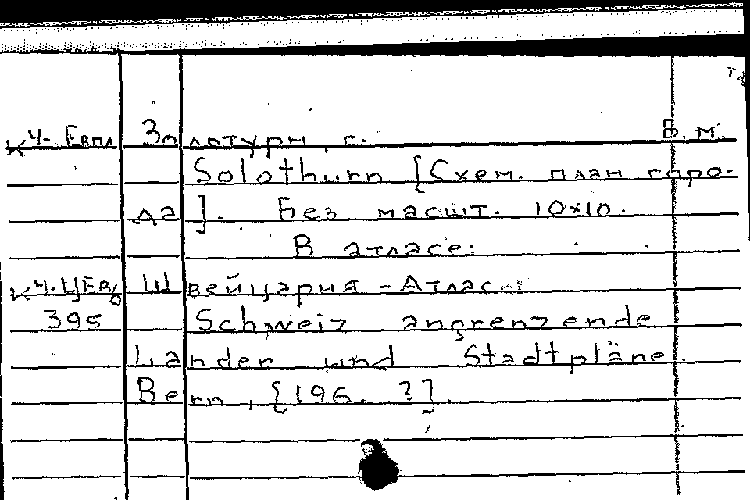 К4-Евпл Золотурн, г. Б. м.
Solothurn [Схем. план горо-
да]. Без масшт. 10х10.
В атласе:
К4-ЦЕв/б Швейцария - Атласы
395 Schweiz angrenzende
Länder und Stadtpläne.
Bern, [196. ?].